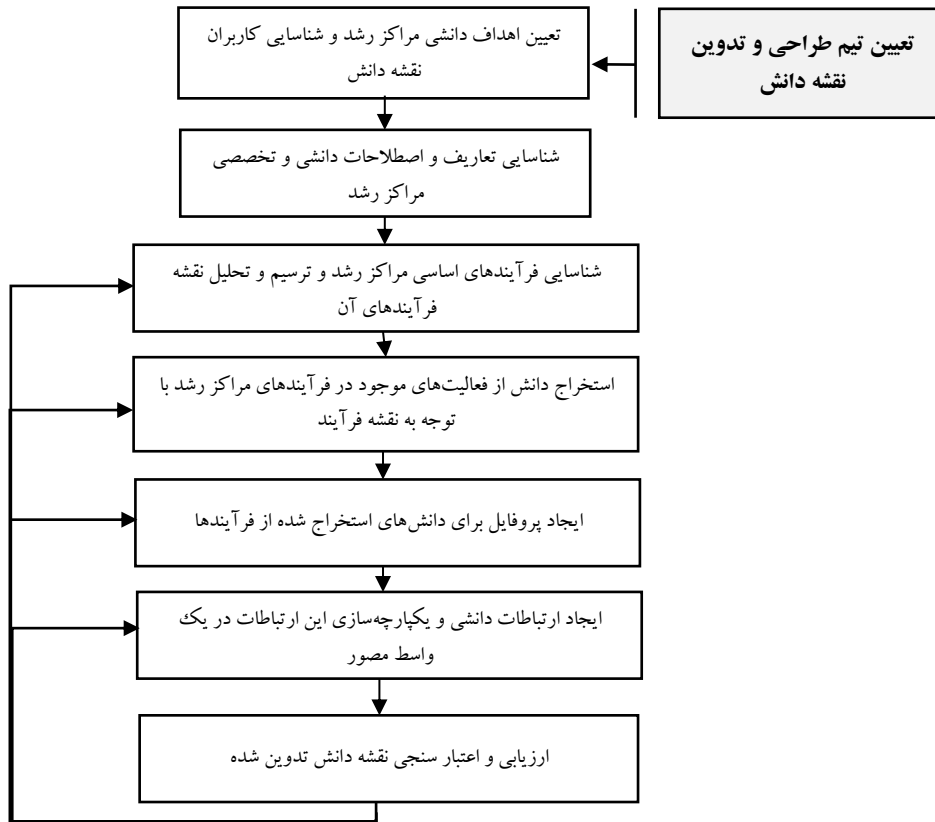 تعیین تیم طراحی و تدوین
نقشه دانش
تعیین اهداف دانشی مراکز رشد و شناسایی کاربران
نقشه دانش
شناسایی تعاریف و اصطلاحات دانشی و تخصصی
مراکز رشد
شناسایی فرآیندهای اساسی مراکز رشد و ترسیم و تحلیل نقشه
فرآیندهای آن
استخراج دانش از فعالیت‌های موجود در فرآیندهای مراکز رشد با
توجه به نقشه فرآیند
ایجاد پروفایل برای دانش‌های استخراج شده از فرآیندها
ایجاد ارتباطات دانشی و یکپارچه‌سازی این ارتباطات در یک
واسط مصور
ارزیابی و اعتبار سنجی نقشه دانش تدوین شده